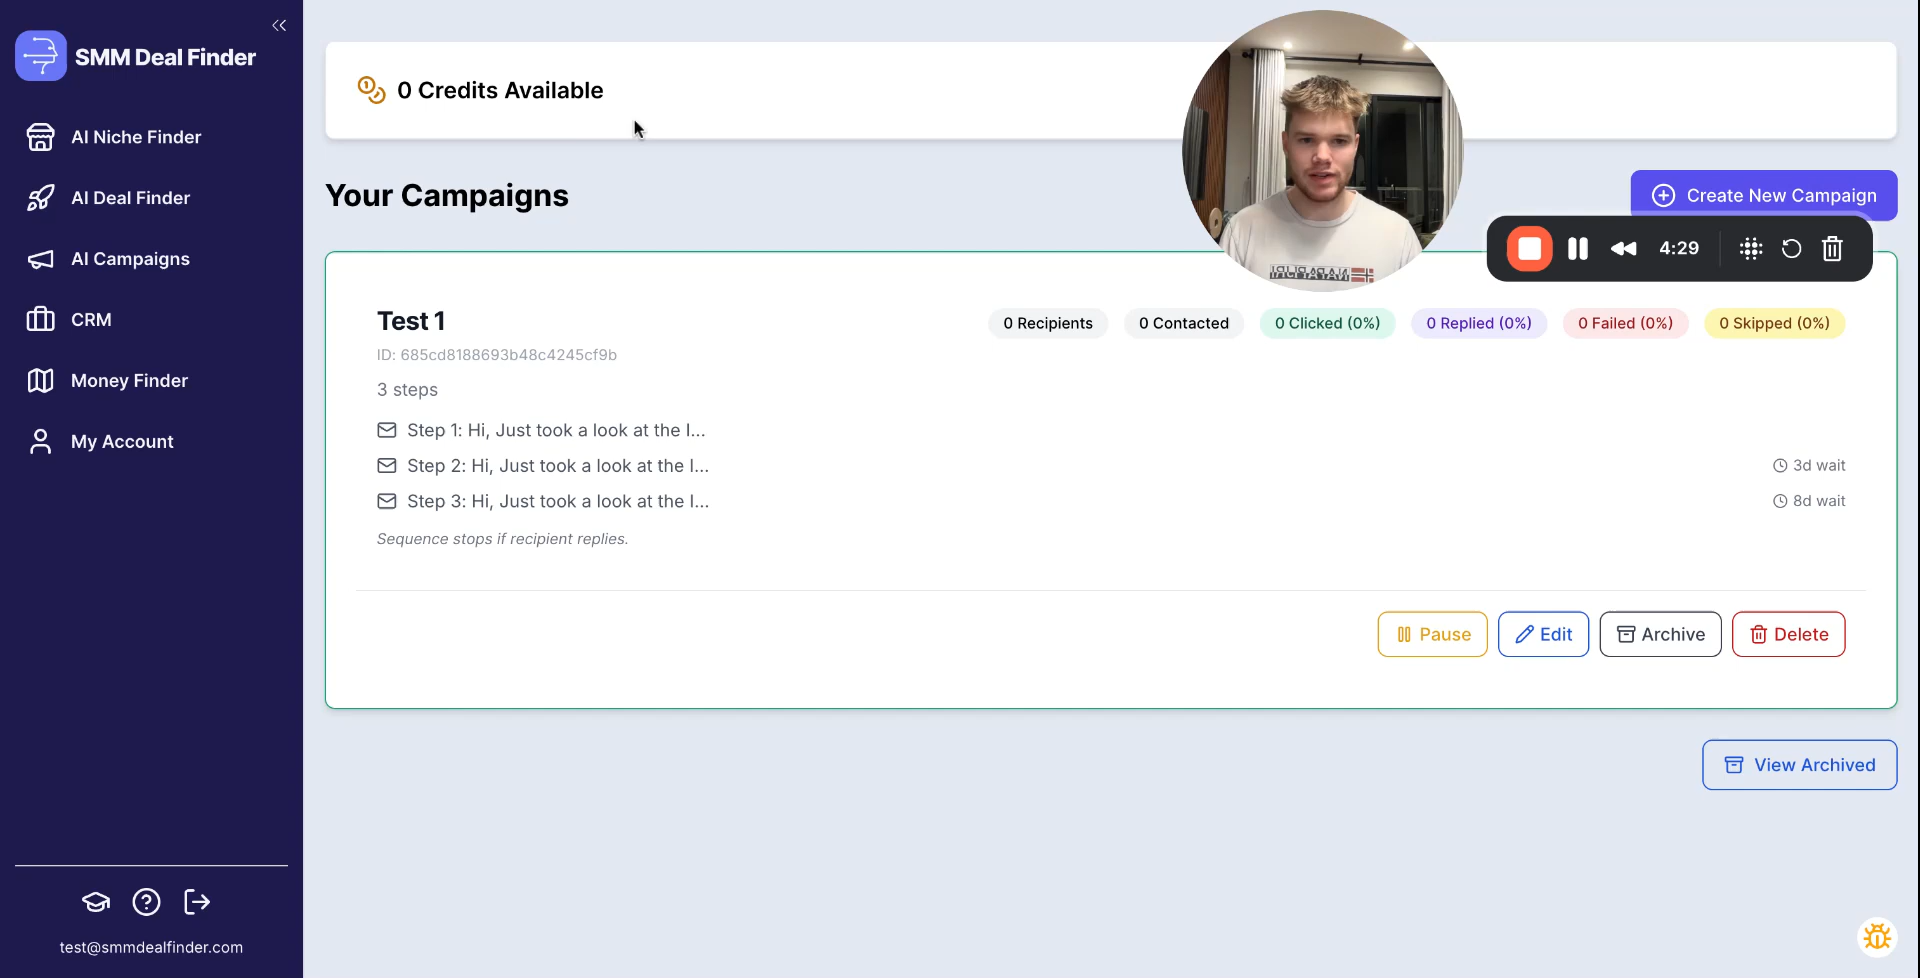 SMM Deal Finder
AI Niche Finder
AI Deal Finder
AI Campaigns
CRM
Money Finder
My Account
test@smmdealfinder.com
0 Credits Available
Your Campaigns
Create New Campaign
4:29
Test 1
0 Recipients
0 Contacted
0 Clicked (0%)
0 Replied (0%)
0 Failed (0%)
0 Skipped (0%)
ID: 685cd8188693b48c4245cf9b
3 steps
Step 1: Hi, Just took a look at the I...
Step 2: Hi, Just took a look at the I...
3d wait
Step 3: Hi, Just took a look at the I...
8d wait
Sequence stops if recipient replies.
Pause
Edit
Archive
Delete
View Archived